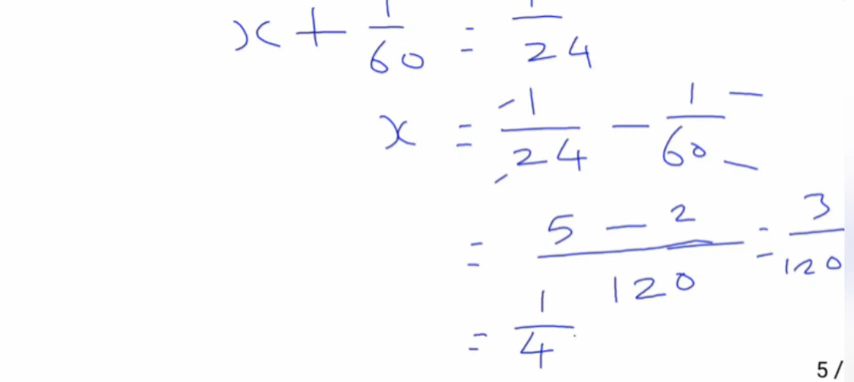 x + 1/60 = 1/24
x = 1/24 - 1/60
= 5 - 2/120 = 3/120
= 1/4
5/